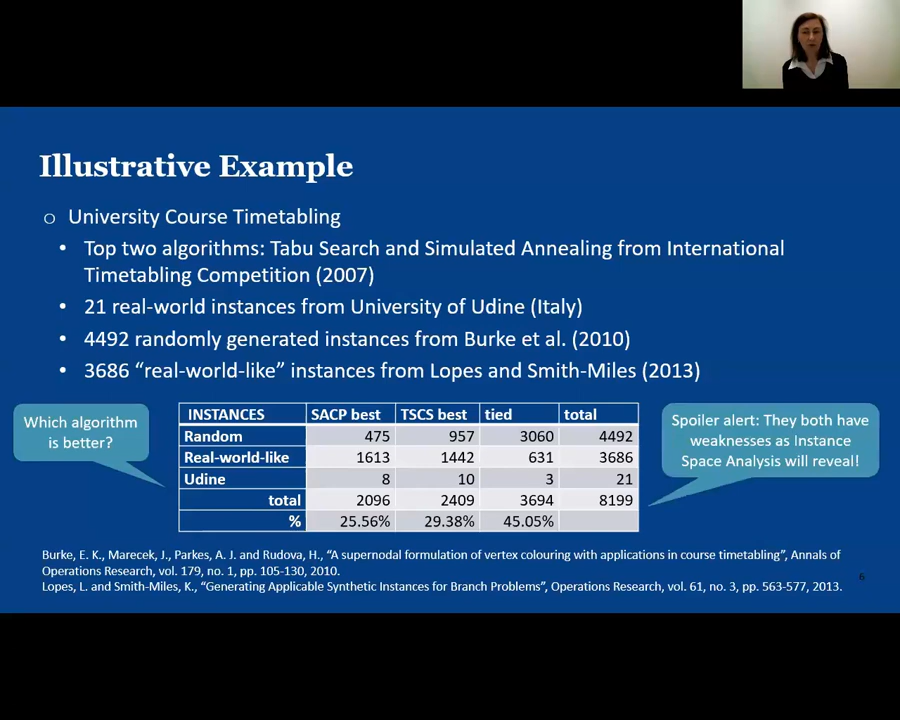 Illustrative Example
o University Course Timetabling
• Top two algorithms: Tabu Search and Simulated Annealing from International
Timetabling Competition (2007)
• 21 real-world instances from University of Udine (Italy)
• 4492 randomly generated instances from Burke et al. (2010)
• 3686 “real-world-like” instances from Lopes and Smith-Miles (2013)
Which algorithm
is better?
INSTANCES SACP best TSCS best tied total
Random 475 957 3060 4492
Real-world-like 1613 1442 631 3686
Udine 8 10 3 21
total 2096 2409 3694 8199
% 25.56% 29.38% 45.05%
Spoiler alert: They both have
weaknesses as Instance
Space Analysis will reveal!
Burke, E. K., Marecek, J., Parkes, A. J. and Rudova, H., “A supernodal formulation of vertex colouring with applications in course timetabling”, Annals of
Operations Research, vol. 179, no. 1, pp. 105-130, 2010.
Lopes, L. and Smith-Miles, K., “Generating Applicable Synthetic Instances for Branch Problems”, Operations Research, vol. 61, no. 3, pp. 563-577, 2013.
6